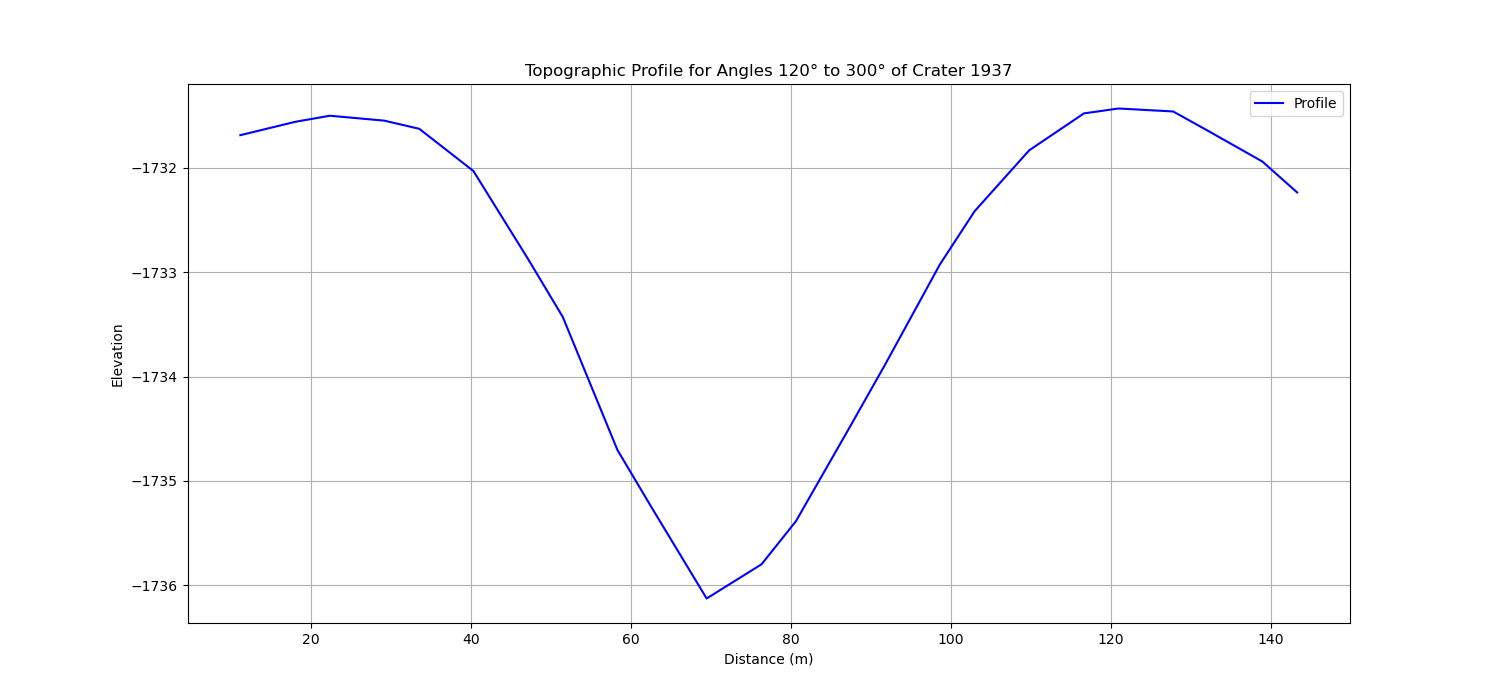 Topographic Profile for Angles 120° to 300° of Crater 1937
Profile
−1732
−1733
−1734
−1735
−1736
Elevation
20 40 60 80 100 120 140
Distance (m)